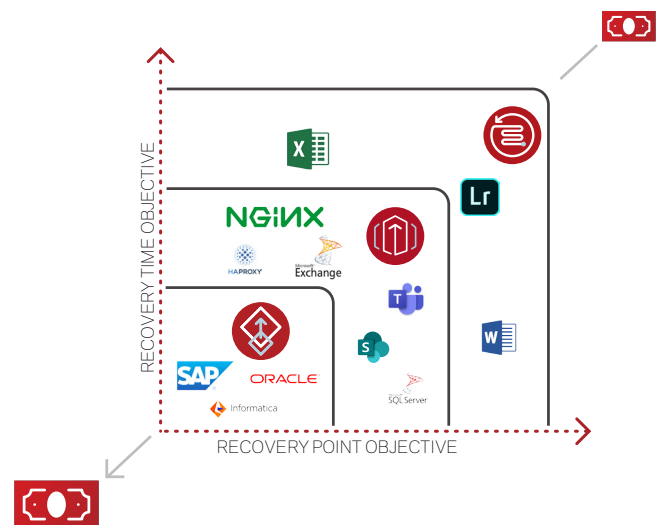 RECOVERY TIME OBJECTIVE
X
Lr
NGINX
HAPROXY
Microsoft
Exchange
T
S
W
SAP
ORACLE
Informatica
SQL Server
RECOVERY POINT OBJECTIVE